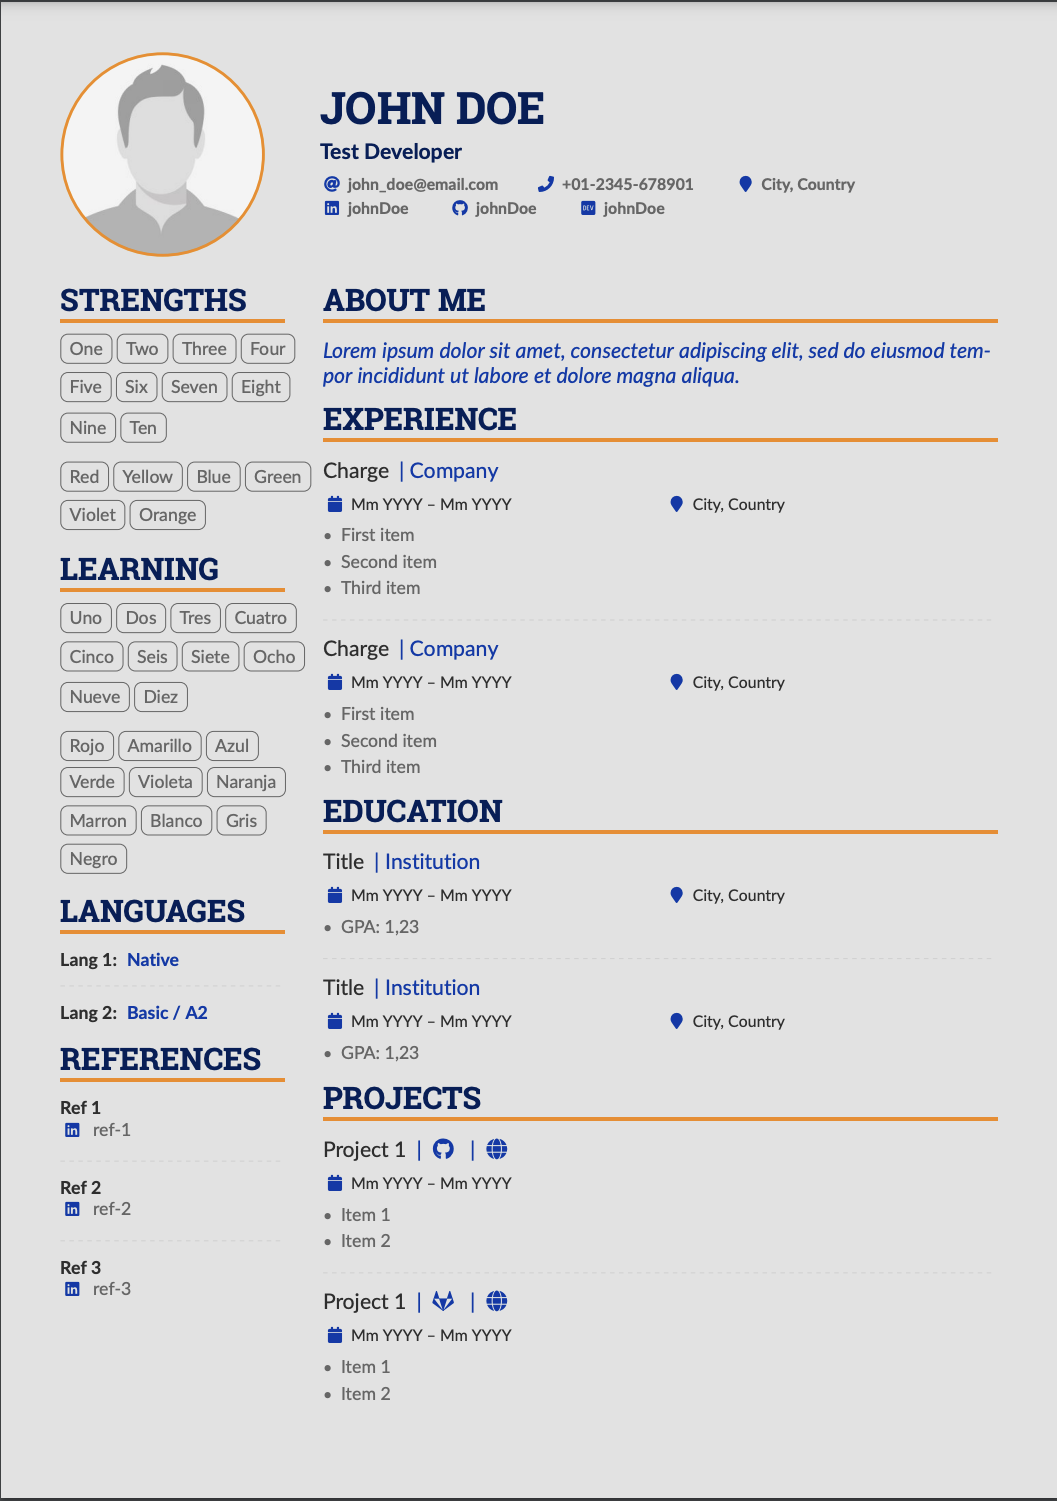 JOHN DOE
Test Developer
john_doe@email.com +01-2345-678901 City, Country
johnDoe johnDoe DEV johnDoe
STRENGTHS
One Two Three Four
Five Six Seven Eight
Nine Ten
Red Yellow Blue Green
Violet Orange
LEARNING
Uno Dos Tres Cuatro
Cinco Seis Siete Ocho
Nueve Diez
Rojo Amarillo Azul
Verde Violeta Naranja
Marron Blanco Gris
Negro
LANGUAGES
Lang 1: Native
Lang 2: Basic / A2
REFERENCES
Ref 1
in ref-1
Ref 2
in ref-2
Ref 3
in ref-3
ABOUT ME
Lorem ipsum dolor sit amet, consectetur adipiscing elit, sed do eiusmod tem-
por incididunt ut labore et dolore magna aliqua.
EXPERIENCE
Charge | Company
Mm YYYY – Mm YYYY City, Country
• First item
• Second item
• Third item
Charge | Company
Mm YYYY – Mm YYYY City, Country
• First item
• Second item
• Third item
EDUCATION
Title | Institution
Mm YYYY – Mm YYYY City, Country
• GPA: 1,23
Title | Institution
Mm YYYY – Mm YYYY City, Country
• GPA: 1,23
PROJECTS
Project 1 | |
Mm YYYY – Mm YYYY
• Item 1
• Item 2
Project 1 | |
Mm YYYY – Mm YYYY
• Item 1
• Item 2